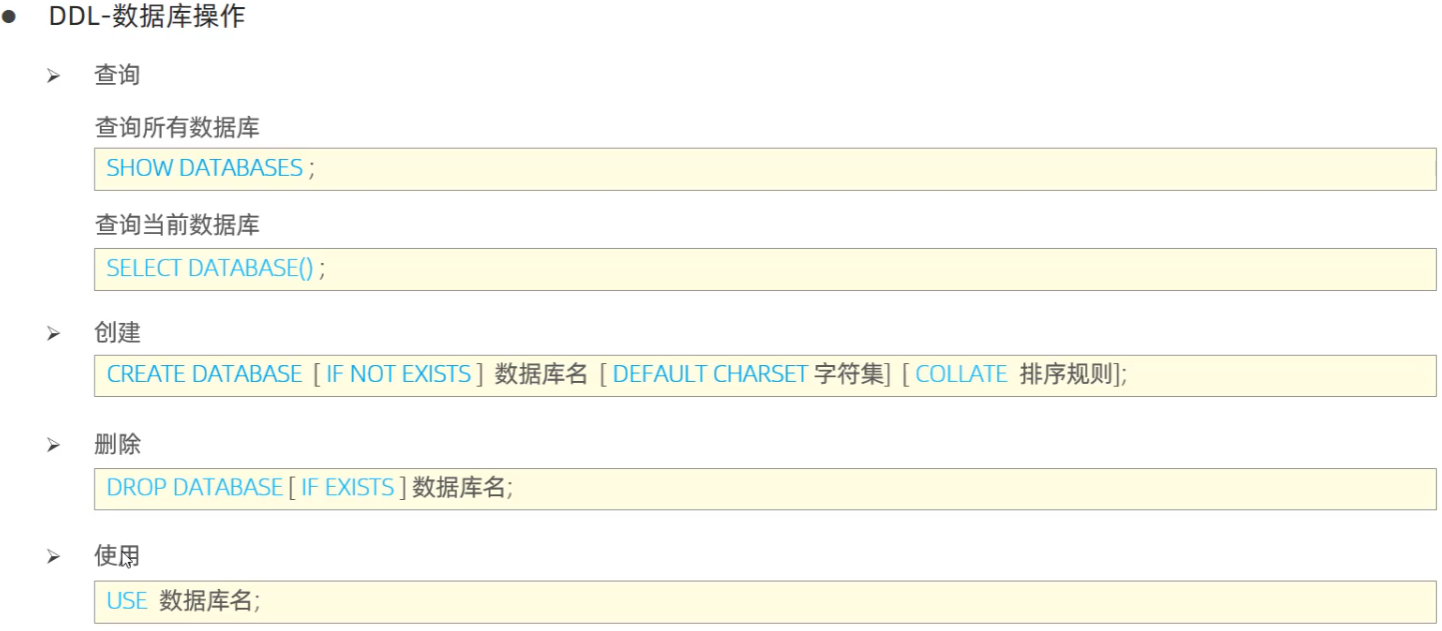 DDL-数据库操作
查询
查询所有数据库
SHOW DATABASES ;
查询当前数据库
SELECT DATABASE() ;
创建
CREATE DATABASE [ IF NOT EXISTS ] 数据库名 [ DEFAULT CHARSET 字符集] [ COLLATE 排序规则];
删除
DROP DATABASE [ IF EXISTS ] 数据库名;
使用
USE 数据库名;